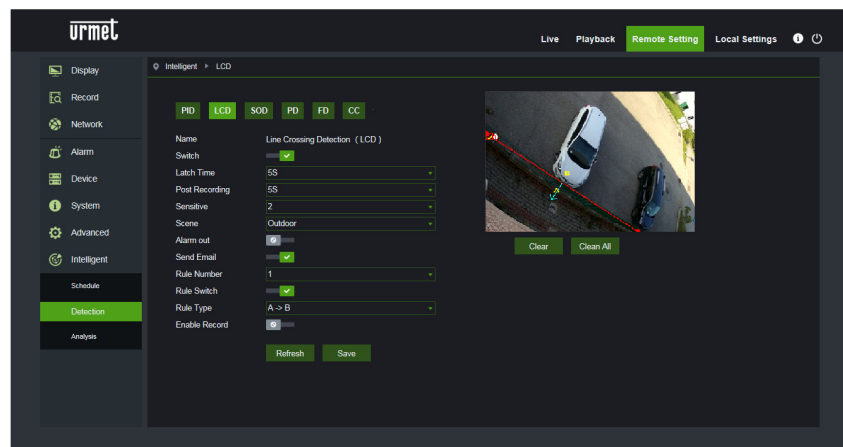 urmet
Live Playback Remote Setting Local Settings
Display
Record
Network
Alarm
Device
System
Advanced
Intelligent
Schedule
Detection
Analysis
Intelligent ▸ LCD
PID LCD SOD PD FD CC
Name Line Crossing Detection ( LCD )
Switch
Latch Time 5S
Post Recording 5S
Sensitive 2
Scene Outdoor
Alarm out
Send Email
Rule Number 1
Rule Switch
Rule Type A -> B
Enable Record
Refresh Save
Clear Clean All